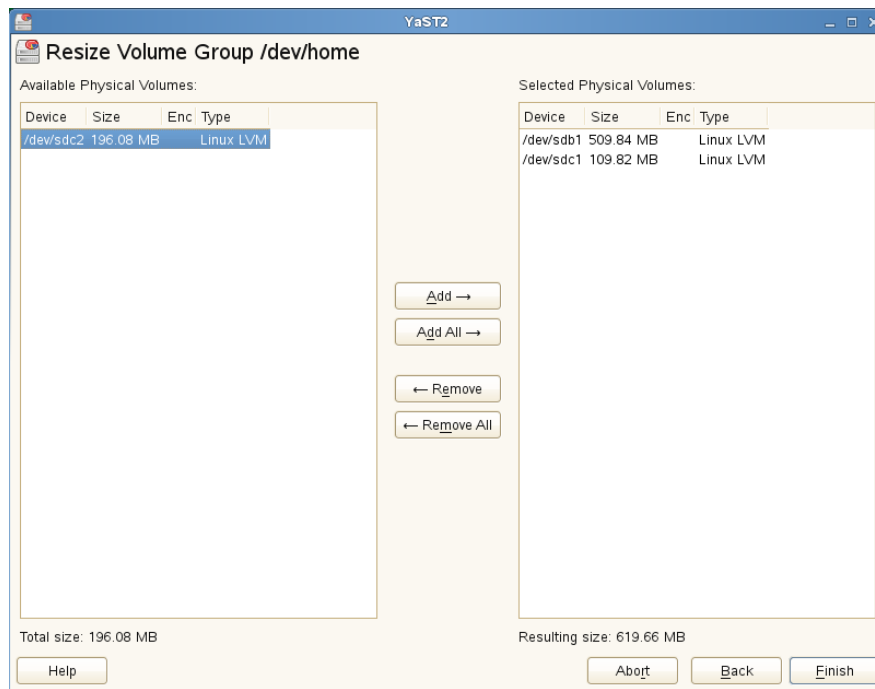 YaST2
Resize Volume Group /dev/home
Available Physical Volumes:
Device Size Enc Type
/dev/sdc2 196.08 MB Linux LVM
Total size: 196.08 MB
Add →
Add All →
← Remove
← Remove All
Selected Physical Volumes:
Device Size Enc Type
/dev/sdb1 509.84 MB Linux LVM
/dev/sdc1 109.82 MB Linux LVM
Resulting size: 619.66 MB
Help
Abort
Back
Finish